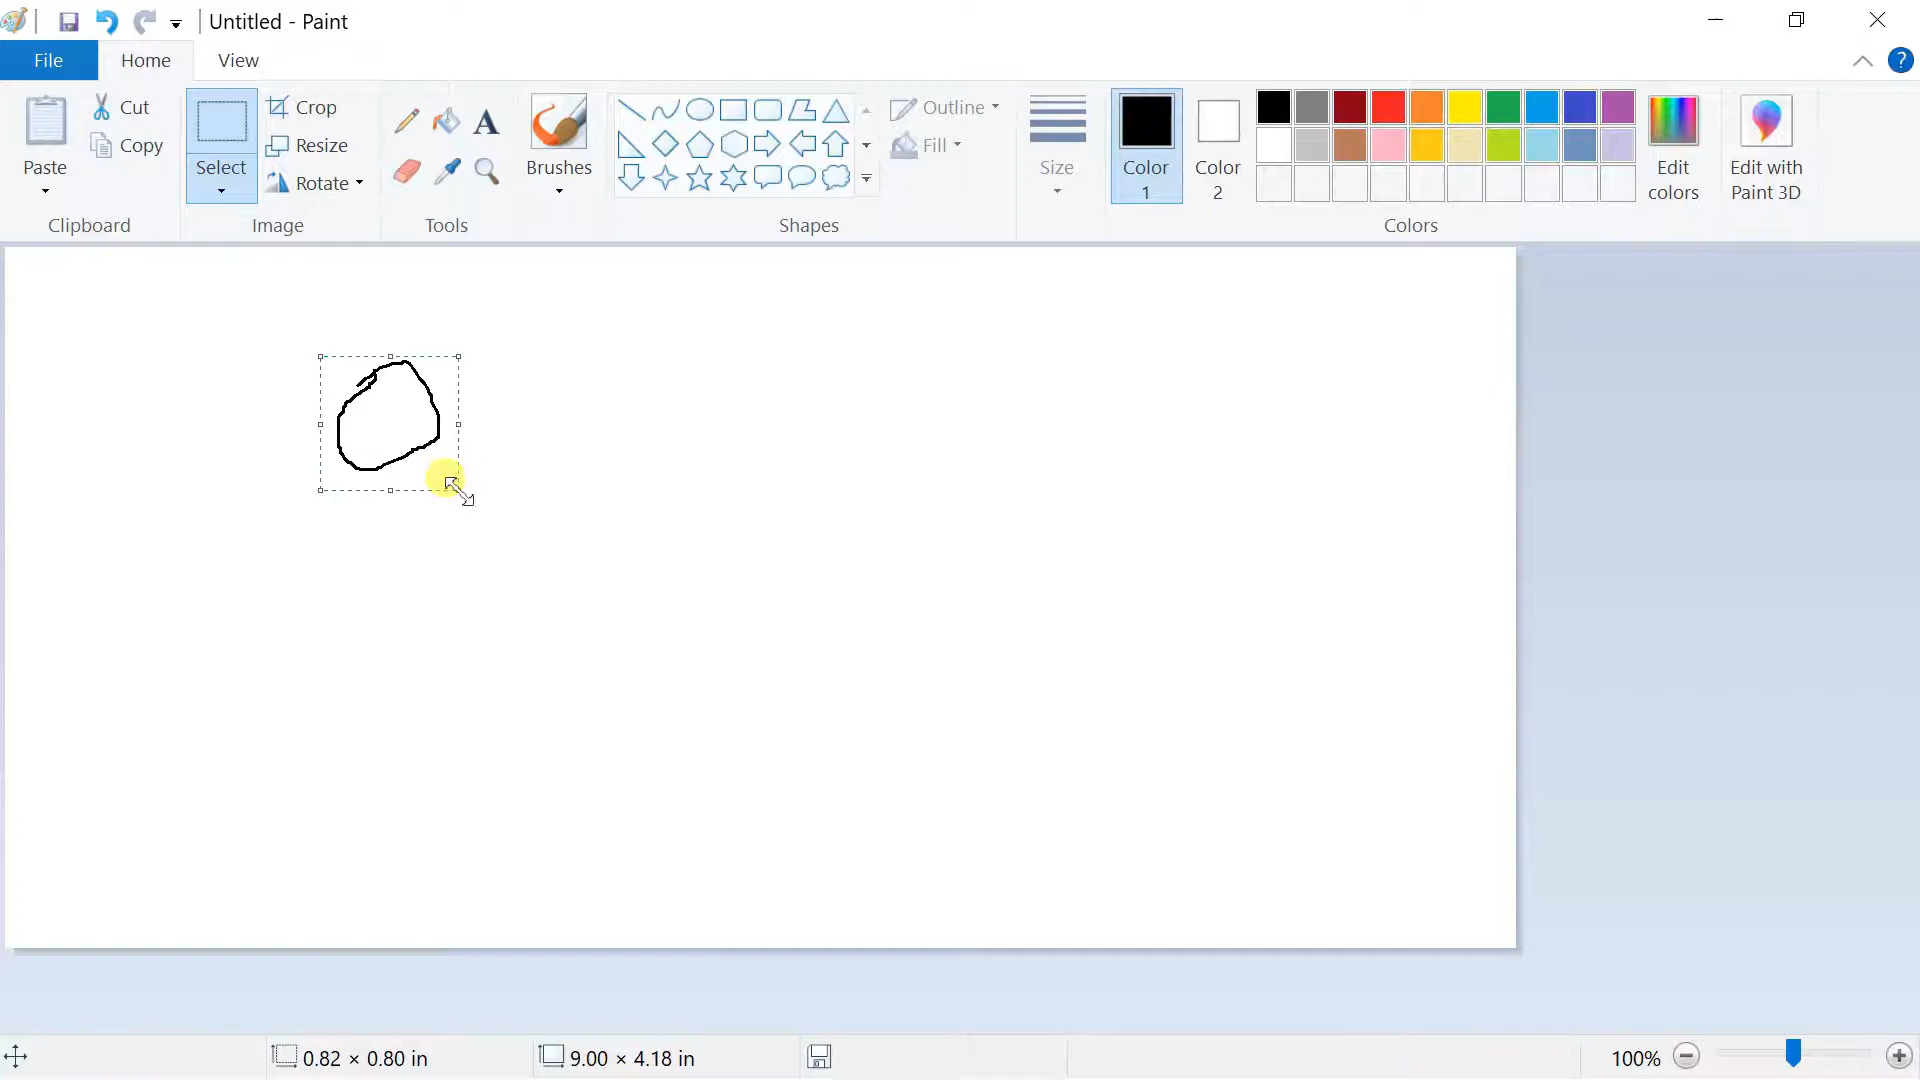 Untitled - Paint
File Home View ?
Paste
Cut
Copy
Clipboard
Select
Crop
Resize
Rotate
Image
A
Tools
Brushes
Shapes
Outline
Fill
Size
Color
1
Color
2
Colors
Edit
colors
Edit with
Paint 3D
0.82 × 0.80 in 9.00 × 4.18 in 100%